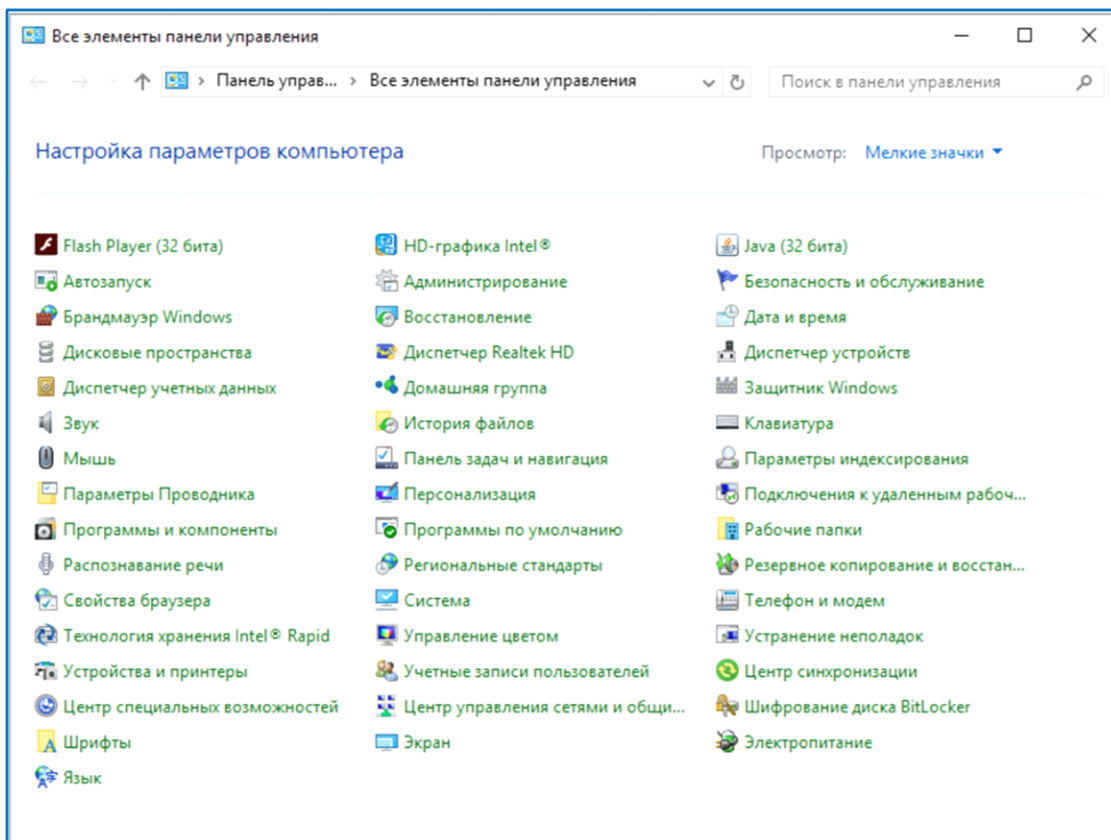 Все элементы панели управления
Панель управ... > Все элементы панели управления
Поиск в панели управления
Настройка параметров компьютера
Просмотр: Мелкие значки
Flash Player (32 бита) HD-графика Intel® Java (32 бита)
Автозапуск Администрирование Безопасность и обслуживание
Брандмауэр Windows Восстановление Дата и время
Дисковые пространства Диспетчер Realtek HD Диспетчер устройств
Диспетчер учетных данных Домашняя группа Защитник Windows
Звук История файлов Клавиатура
Мышь Панель задач и навигация Параметры индексирования
Параметры Проводника Персонализация Подключения к удаленным рабоч...
Программы и компоненты Программы по умолчанию Рабочие папки
Распознавание речи Региональные стандарты Резервное копирование и восстан...
Свойства браузера Система Телефон и модем
Технология хранения Intel® Rapid Управление цветом Устранение неполадок
Устройства и принтеры Учетные записи пользователей Центр синхронизации
Центр специальных возможностей Центр управления сетями и общи... Шифрование диска BitLocker
Шрифты Экран Электропитание
Язык